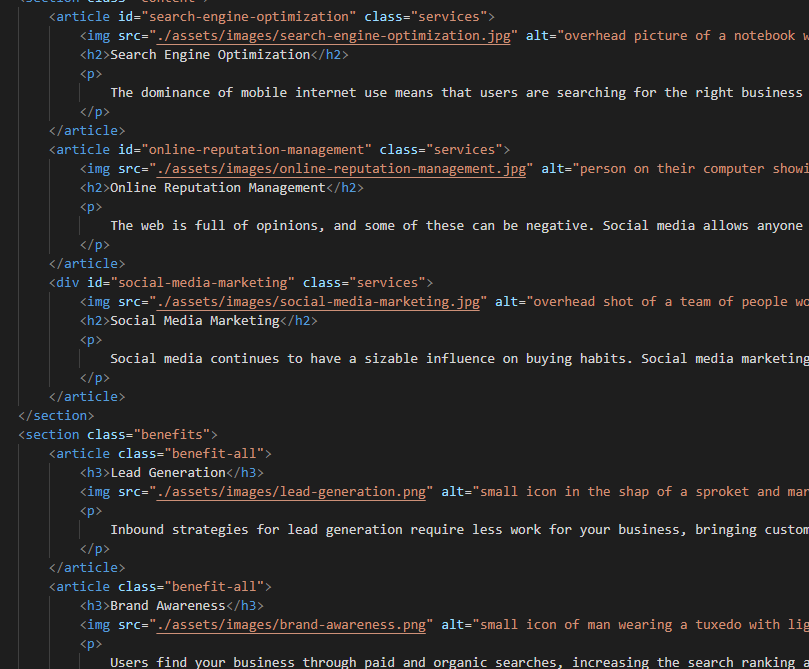 <article id="search-engine-optimization" class="services">
<img src="./assets/images/search-engine-optimization.jpg" alt="overhead picture of a notebook
<h2>Search Engine Optimization</h2>
<p>
The dominance of mobile internet use means that users are searching for the right business
</p>
</article>
<article id="online-reputation-management" class="services">
<img src="./assets/images/online-reputation-management.jpg" alt="person on their computer showi
<h2>Online Reputation Management</h2>
<p>
The web is full of opinions, and some of these can be negative. Social media allows anyone
</p>
</article>
<div id="social-media-marketing" class="services">
<img src="./assets/images/social-media-marketing.jpg" alt="overhead shot of a team of people wo
<h2>Social Media Marketing</h2>
<p>
Social media continues to have a sizable influence on buying habits. Social media marketing
</p>
</article>
</section>
<section class="benefits">
<article class="benefit-all">
<h3>Lead Generation</h3>
<img src="./assets/images/lead-generation.png" alt="small icon in the shap of a sproket and mar
<p>
Inbound strategies for lead generation require less work for your business, bringing custom
</p>
</article>
<article class="benefit-all">
<h3>Brand Awareness</h3>
<img src="./assets/images/brand-awareness.png" alt="small icon of man wearing a tuxedo with lig
<p>
Users find your business through paid and organic searches, increasing the search ranking a